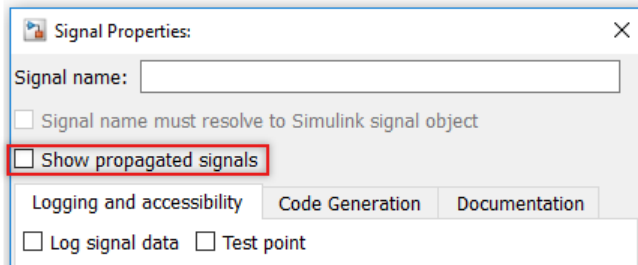 Signal Properties:
Signal name:
Signal name must resolve to Simulink signal object
Show propagated signals
Logging and accessibility Code Generation Documentation
Log signal data Test point